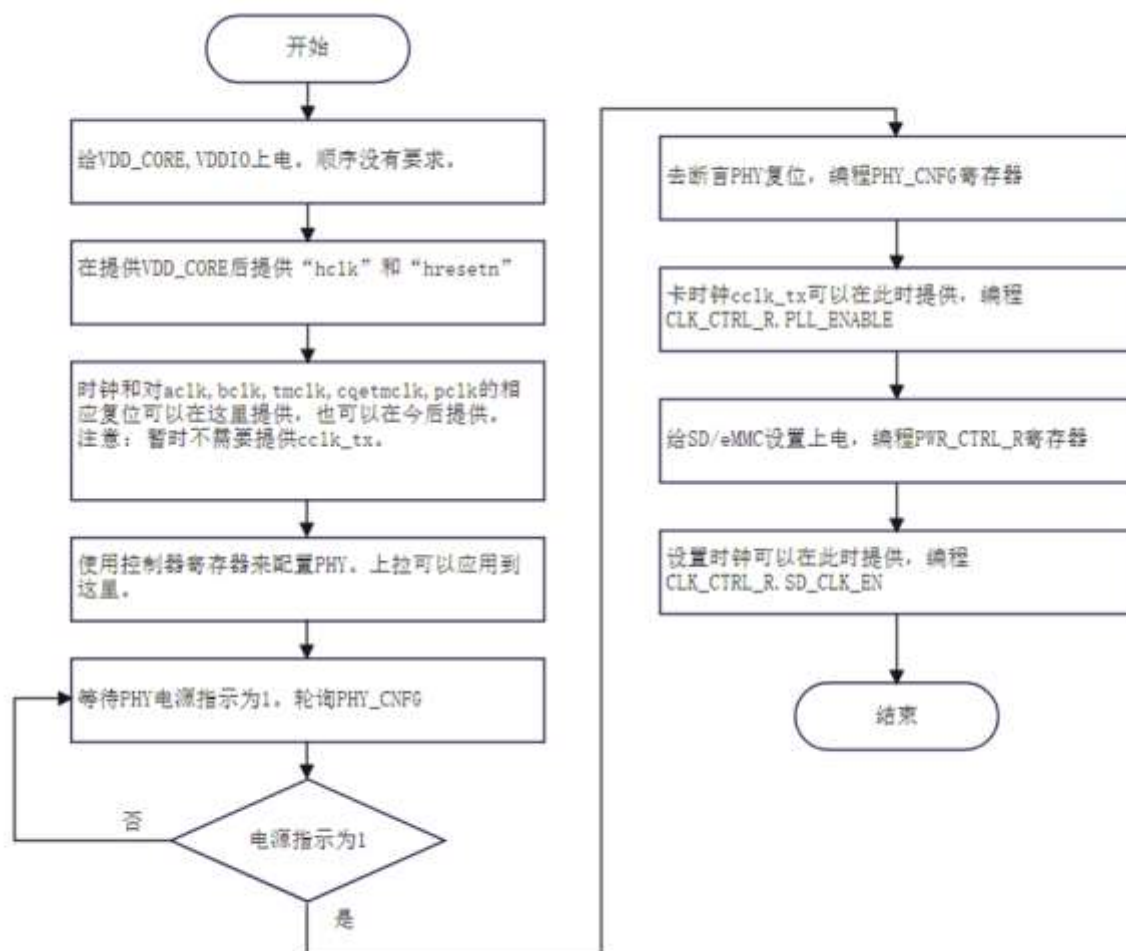 开始
给VDD_CORE,VDDIO上电。顺序没有要求。
在提供VDD_CORE后提供“hclk”和“hresetn”
时钟和对aclk,bclk,tmclk,cqetmclk,pclk的相
应复位可以在这里提供，也可以在今后提供。
注意：暂时不需要提供cclk_tx。
使用控制器寄存器来配置PHY。上拉可以应用到
这里。
等待PHY电源指示为1。轮询PHY_CNFG
电源指示为1
否
是
去断言PHY复位，编程PHY_CNFG寄存器
卡时钟cclk_tx可以在此时提供，编程
CLK_CTRL_R.PLL_ENABLE
给SD/eMMC设置上电，编程PWR_CTRL_R寄存器
设置时钟可以在此时提供，编程
CLK_CTRL_R.SD_CLK_EN
结束